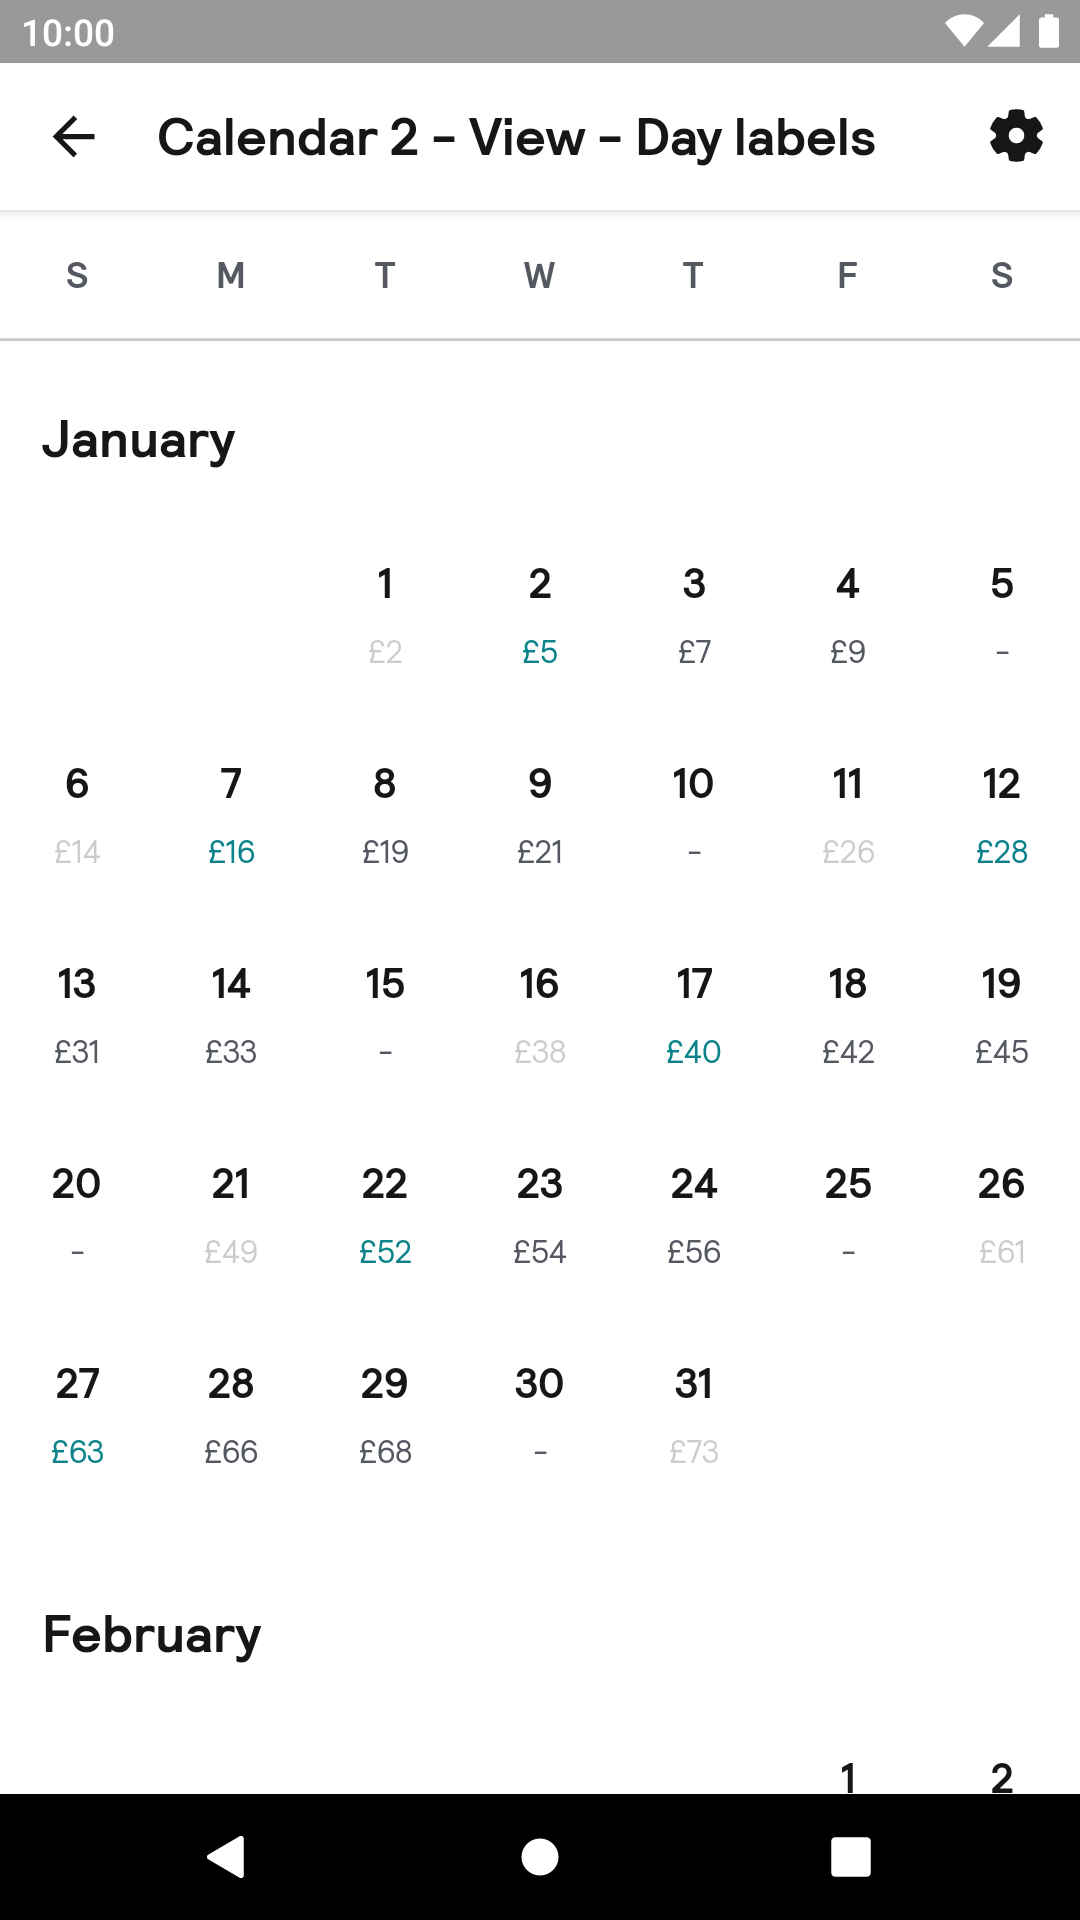 10:00
Calendar 2 - View - Day labels
S M T W T F S
January
1 2 3 4 5
£2 £5 £7 £9 -
6 7 8 9 10 11 12
£14 £16 £19 £21 - £26 £28
13 14 15 16 17 18 19
£31 £33 - £38 £40 £42 £45
20 21 22 23 24 25 26
- £49 £52 £54 £56 - £61
27 28 29 30 31
£63 £66 £68 - £73
February
1 2